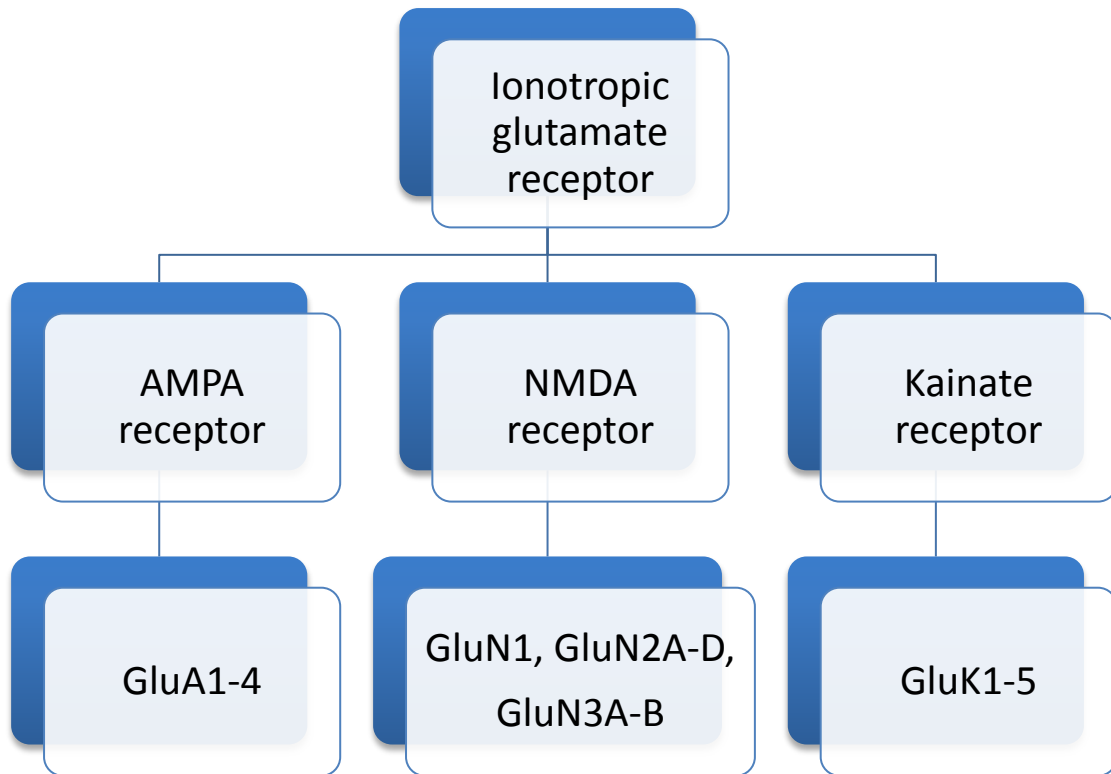 Ionotropic
glutamate
receptor
AMPA
receptor
NMDA
receptor
Kainate
receptor
GluA1-4
GluN1, GluN2A-D,
GluN3A-B
GluK1-5